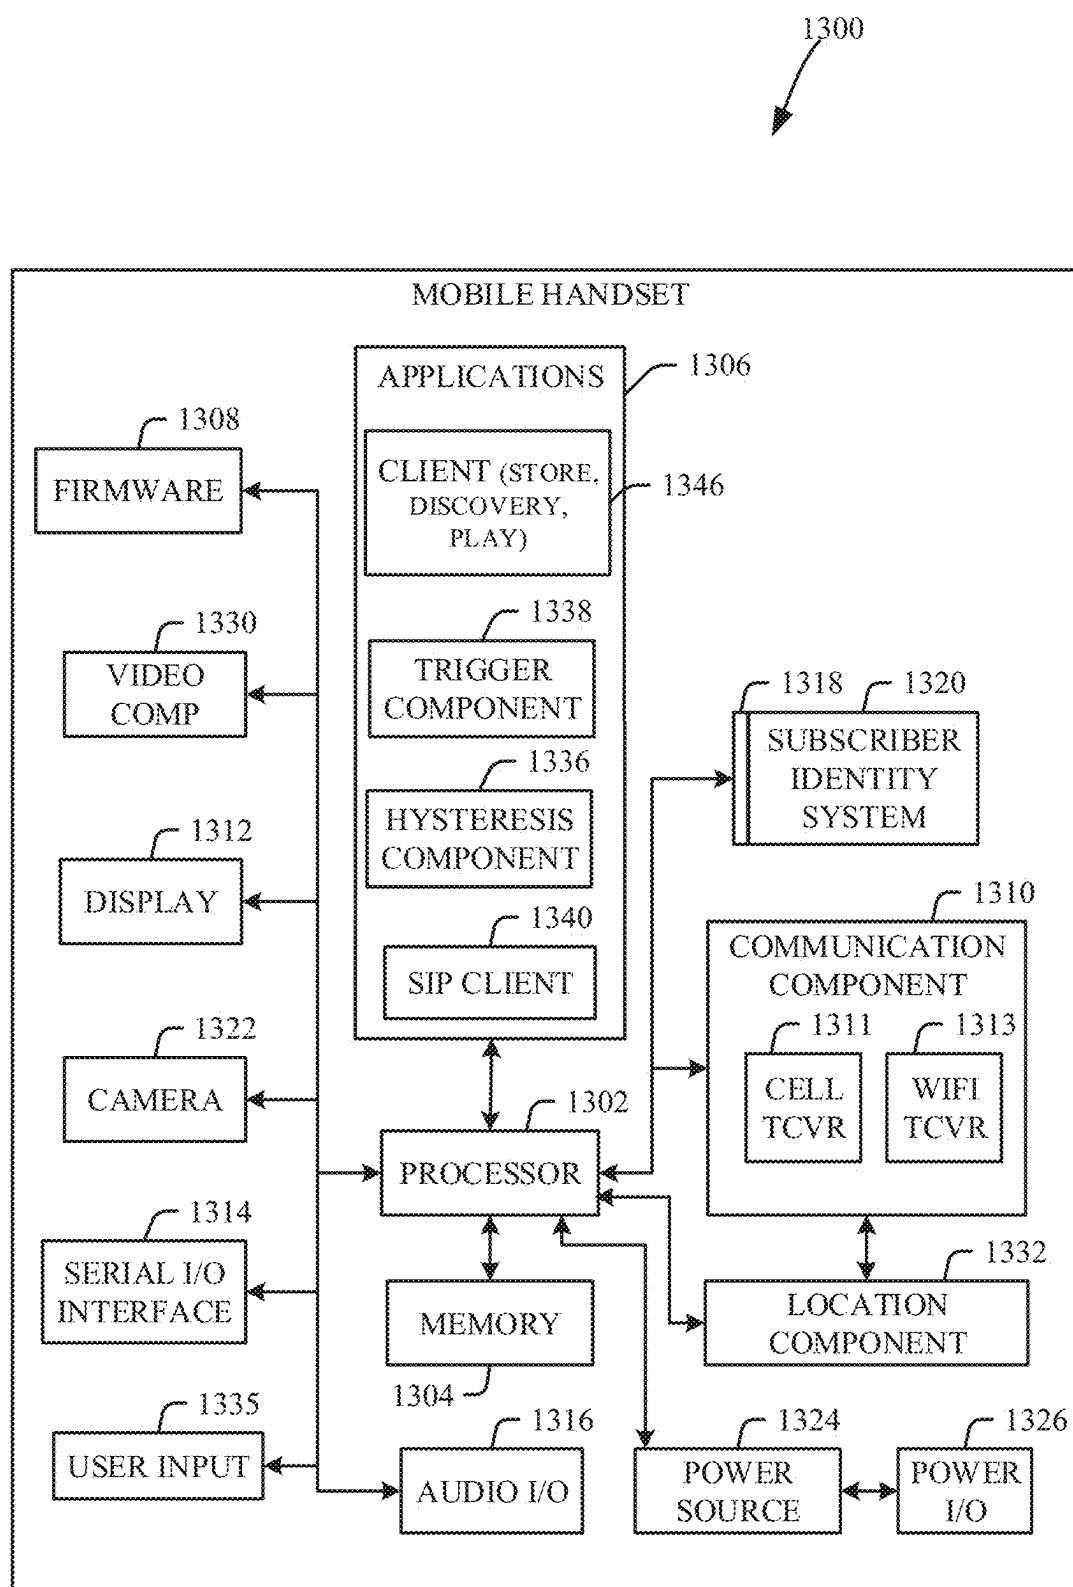 1300
MOBILE HANDSET
APPLICATIONS
1306
CLIENT (STORE,
DISCOVERY,
PLAY)
1346
1338
TRIGGER
COMPONENT
1336
HYSTERESIS
COMPONENT
1340
SIP CLIENT
1308
FIRMWARE
1330
VIDEO
COMP
1312
DISPLAY
1322
CAMERA
1314
SERIAL I/O
INTERFACE
1335
USER INPUT
1302
PROCESSOR
MEMORY
1304
1316
AUDIO I/O
1318
1320
SUBSCRIBER
IDENTITY
SYSTEM
1310
COMMUNICATION
COMPONENT
1311
CELL
TCVR
1313
WIFI
TCVR
1332
LOCATION
COMPONENT
1324
POWER
SOURCE
1326
POWER
I/O